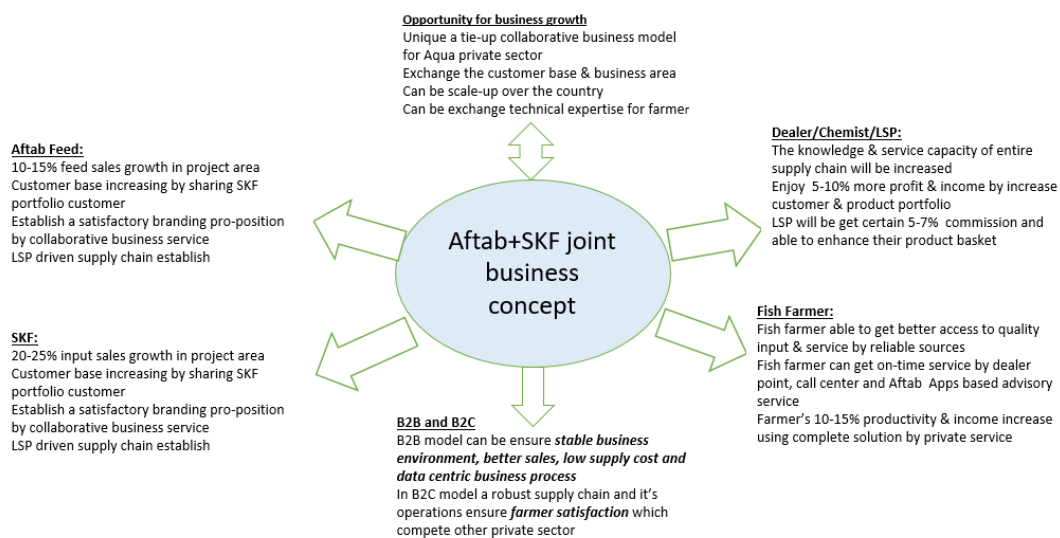 Opportunity for business growth
Unique a tie-up collaborative business model
for Aqua private sector
Exchange the customer base & business area
Can be scale-up over the country
Can be exchange technical expertise for farmer
Aftab Feed:
10-15% feed sales growth in project area
Customer base increasing by sharing SKF
portfolio customer
Establish a satisfactory branding pro-position
by collaborative business service
LSP driven supply chain establish
Dealer/Chemist/LSP:
The knowledge & service capacity of entire
supply chain will be increased
Enjoy 5-10% more profit & income by increase
customer & product portfolio
LSP will be get certain 5-7% commission and
able to enhance their product basket
Aftab+SKF joint
business
concept
SKF:
20-25% input sales growth in project area
Customer base increasing by sharing SKF
portfolio customer
Establish a satisfactory branding pro-position
by collaborative business service
LSP driven supply chain establish
Fish Farmer:
Fish farmer able to get better access to quality
input & service by reliable sources
Fish farmer can get on-time service by dealer
point, call center and Aftab Apps based advisory
service
Farmer's 10-15% productivity & income increase
using complete solution by private service
B2B and B2C
B2B model can be ensure stable business
environment, better sales, low supply cost and
data centric business process
In B2C model a robust supply chain and it's
operations ensure farmer satisfaction which
compete other private sector